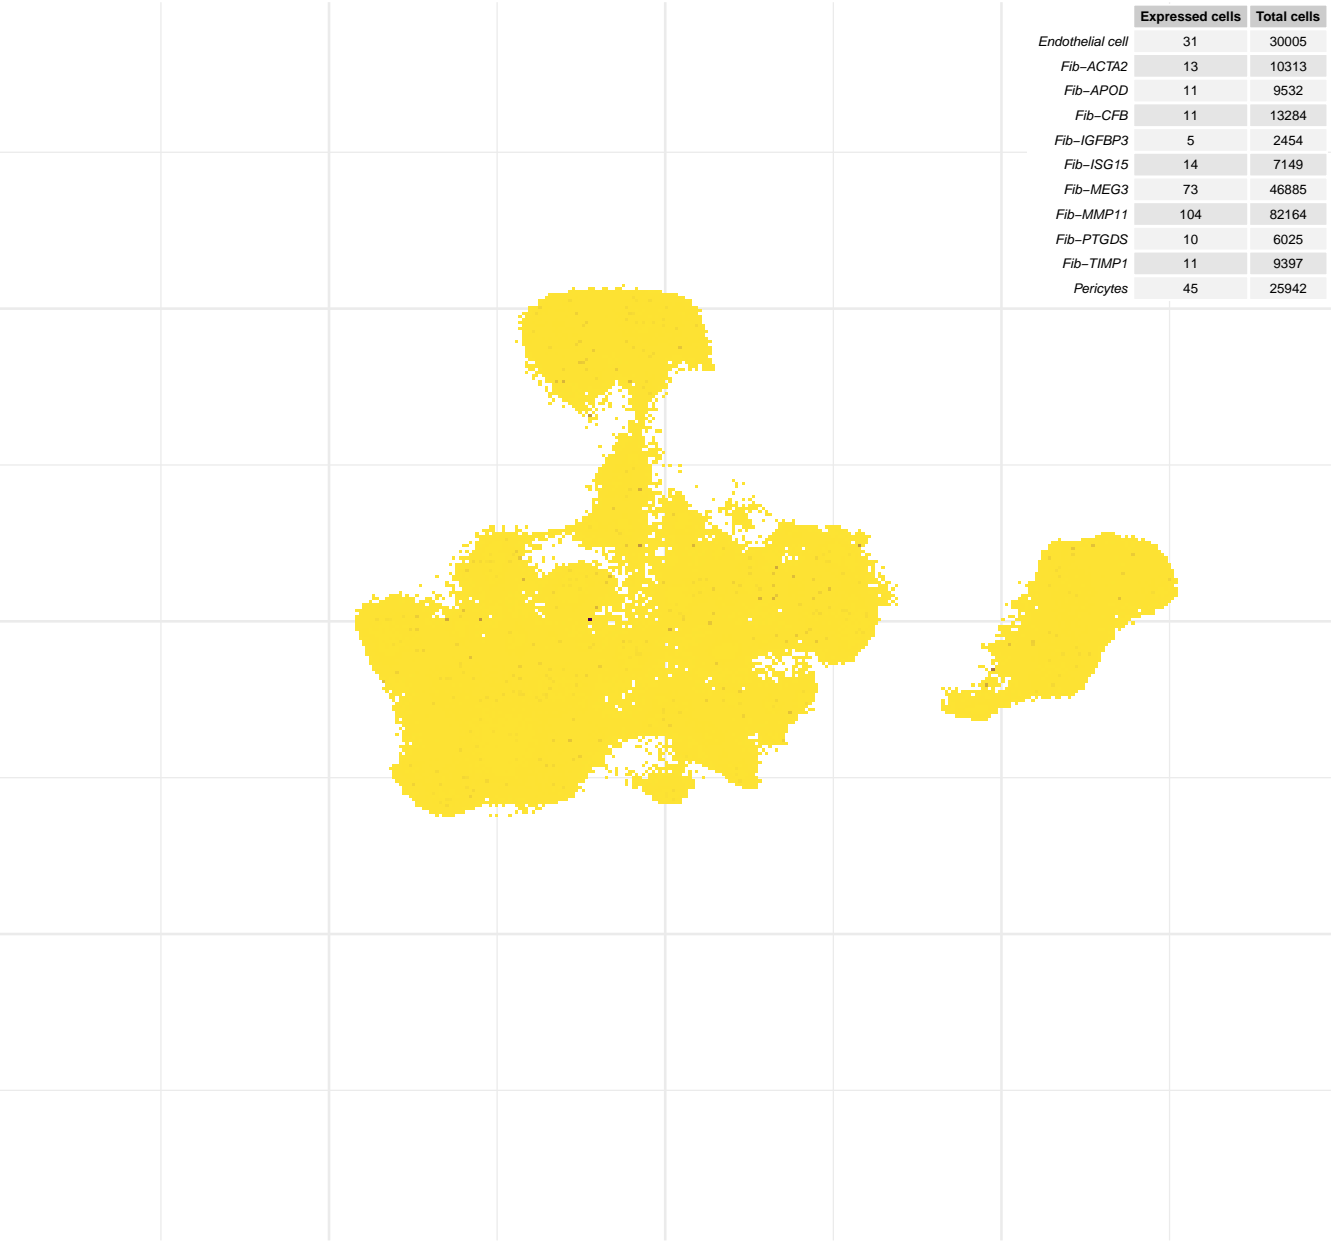 Expressed cells Total cells
Endothelial cell 31 30005
Fib−ACTA2 13 10313
Fib−APOD 11 9532
Fib−CFB 11 13284
Fib−IGFBP3 5 2454
Fib−ISG15 14 7149
Fib−MEG3 73 46885
Fib−MMP11 104 82164
Fib−PTGDS 10 6025
Fib−TIMP1 11 9397
Pericytes 45 25942